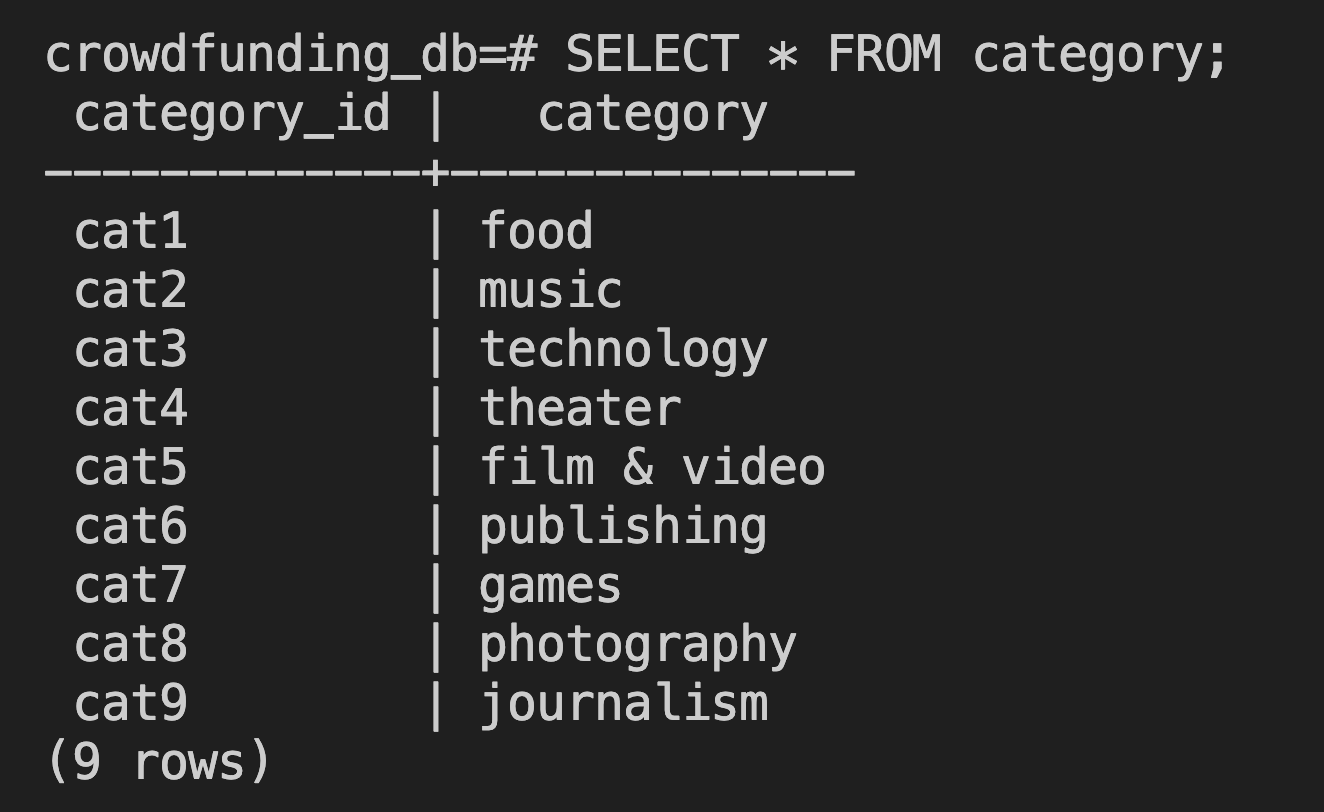 crowdfunding_db=# SELECT * FROM category;
 category_id |   category
-------------+--------------
 cat1        | food
 cat2        | music
 cat3        | technology
 cat4        | theater
 cat5        | film & video
 cat6        | publishing
 cat7        | games
 cat8        | photography
 cat9        | journalism
(9 rows)